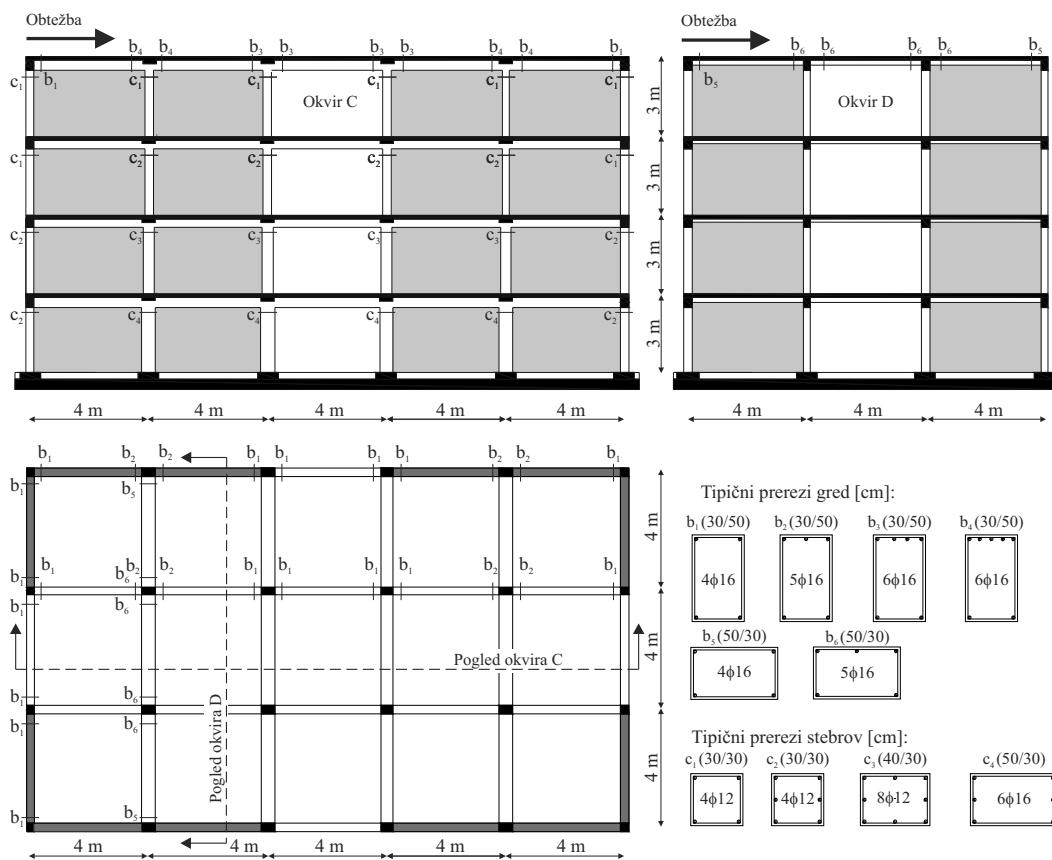 Obtežba
Obtežba
b4 b4 b3 b3 b3 b3 b4 b4 b1
b6 b6 b6 b6 b5
c1 b1 c1 c1 c1 c1 c1
Okvir C
b5
Okvir D
3 m
c1 c2 c2 c2 c2 c1
3 m
c2 c3 c3 c3 c3 c2
3 m
c2 c4 c4 c4 c4 c2
3 m
4 m 4 m 4 m 4 m 4 m
4 m 4 m 4 m
b1 b2 b2 b1 b1 b1 b1 b2 b2 b1
b1 b5
4 m
b1 b6
b1 b2 b2 b1 b1 b1 b1 b2 b2
b1 b6
4 m
Pogled okvira C
b1 b6
Pogled okvira D
b1 b6
4 m
b1 b5
4 m 4 m 4 m 4 m 4 m
Tipični prerezi gred [cm]:
b1 (30/50) b2 (30/50) b3 (30/50) b4 (30/50)
4ϕ16 5ϕ16 6ϕ16 6ϕ16
b5 (50/30) b6 (50/30)
4ϕ16 5ϕ16
Tipični prerezi stebrov [cm]:
c1 (30/30) c2 (30/30) c3 (40/30) c4 (50/30)
4ϕ12 4ϕ12 8ϕ12 6ϕ16